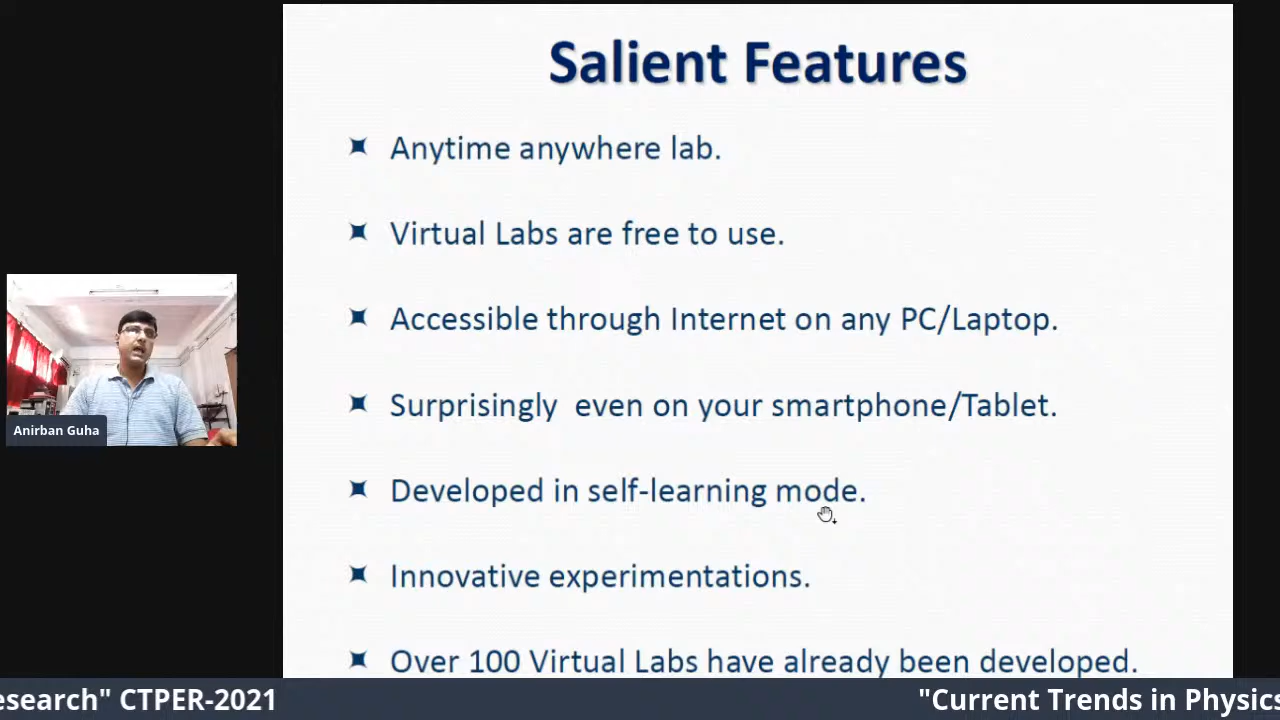 Salient Features
Anytime anywhere lab.
Virtual Labs are free to use.
Accessible through Internet on any PC/Laptop.
Surprisingly even on your smartphone/Tablet.
Developed in self-learning mode.
Innovative experimentations.
Over 100 Virtual Labs have already been developed.
Anirban Guha
esearch" CTPER-2021
"Current Trends in Physics